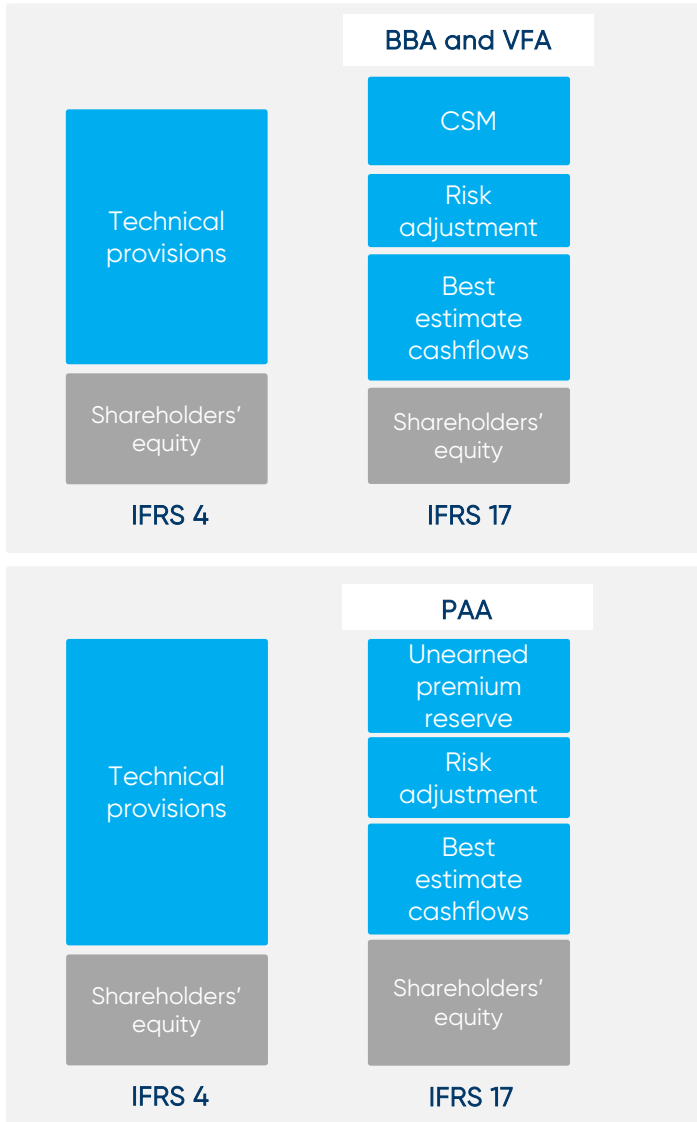 BBA and VFA
Technical
provisions
Shareholders'
equity
IFRS 4
CSM
Risk
adjustment
Best
estimate
cashflows
Shareholders'
equity
IFRS 17
PAA
Technical
provisions
Shareholders'
equity
IFRS 4
Unearned
premium
reserve
Risk
adjustment
Best
estimate
cashflows
Shareholders'
equity
IFRS 17